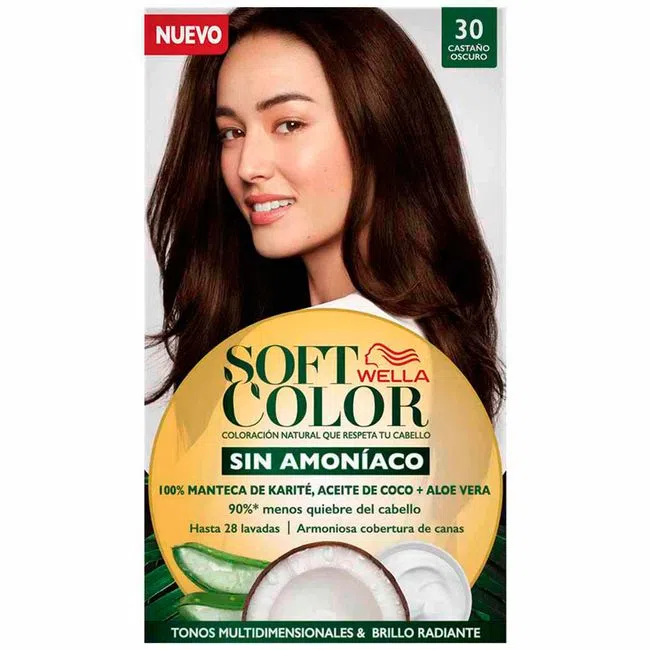 NUEVO
30
CASTAÑO
OSCURO
SOFT
WELLA
COLOR
COLORACIÓN NATURAL QUE RESPETA TU CABELLO
SIN AMONÍACO
100% MANTECA DE KARITÉ, ACEITE DE COCO + ALOE VERA
90%* menos quiebre del cabello
Hasta 28 lavadas | Armoniosa cobertura de canas
TONOS MULTIDIMENSIONALES & BRILLO RADIANTE